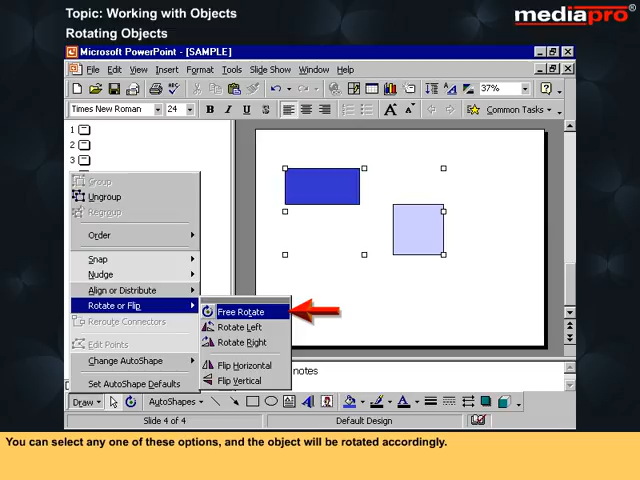 Topic: Working with Objects
mediapro®
Rotating Objects
Microsoft PowerPoint - [SAMPLE]
File Edit View Insert Format Tools Slide Show Window Help
37%
Times New Roman 24 B I U S A A Common Tasks
1
2
3
Group
Ungroup
Regroup
Order
Snap
Nudge
Align or Distribute
Rotate or Flip
Reroute Connectors
Edit Points
Change AutoShape
Set AutoShape Defaults
Free Rotate
Rotate Left
Rotate Right
Flip Horizontal
Flip Vertical
notes
Draw AutoShapes A
Slide 4 of 4 Default Design
You can select any one of these options, and the object will be rotated accordingly.